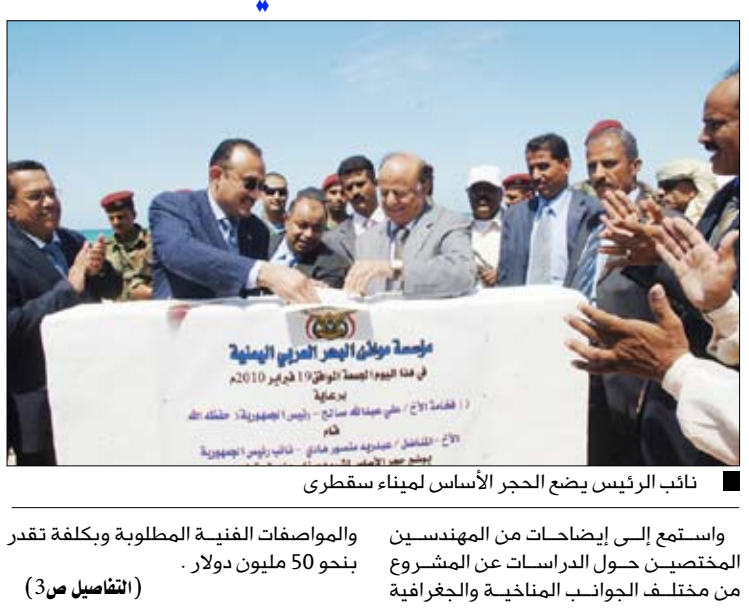 مؤسسة موانئ البحر العربي اليمنية
في هذا اليوم الجمعة الموافق 19 فبراير 2010م
برعاية
فخامة الأخ / علي عبدالله صالح - رئيس الجمهورية حفظه الله
قام
الأخ المناضل / عبدربه منصور هادي - نائب رئيس الجمهورية
بوضع حجر الأساس
نائب الرئيس يضع الحجر الأساس لميناء سقطرى
واستمع إلى إيضاحات من المهندسين
المختصين حول الدراسات عن المشروع
من مختلف الجوانب المناخية والجغرافية
والمواصفات الفنية المطلوبة وبكلفة تقدر
بنحو 50 مليون دولار .
(التفاصيل ص3)